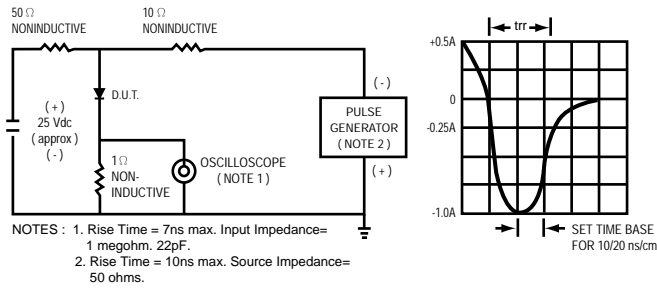 50 Ω
NONINDUCTIVE
10 Ω
NONINDUCTIVE
trr
+0.5A
(-)
D.U.T.
(+)
25 Vdc
(approx)
(-)
PULSE
GENERATOR
(NOTE 2)
0
-0.25A
1 Ω
NON-
INDUCTIVE
OSCILLOSCOPE
(NOTE 1)
(+)
-1.0A
SET TIME BASE
FOR 10/20 ns/cm
NOTES : 1. Rise Time = 7ns max. Input Impedance=
1 megohm. 22pF.
2. Rise Time = 10ns max. Source Impedance=
50 ohms.